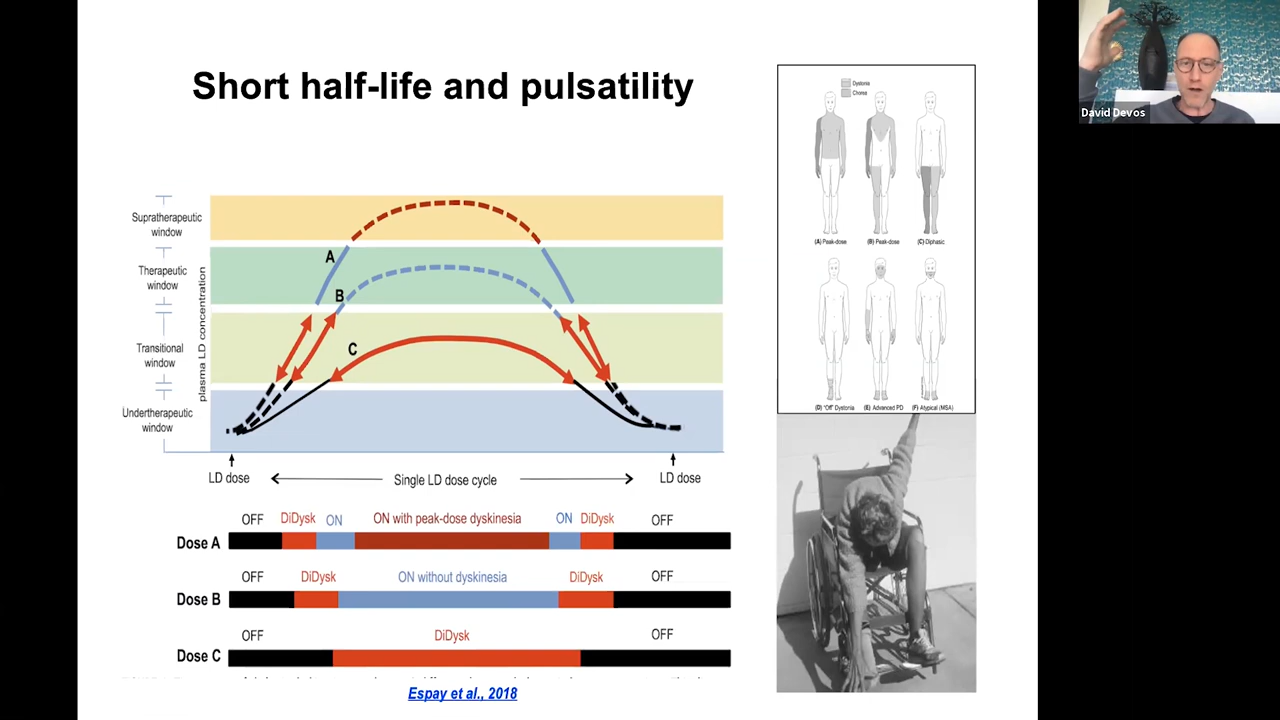 Short half-life and pulsatility
David Devos
Supratherapeutic
window
Therapeutic
window
Transitional
window
Undertherapeutic
window
plasma LD concentration
A
B
C
LD dose
Single LD dose cycle
LD dose
OFF DiDysk ON ON with peak-dose dyskinesia ON DiDysk OFF
Dose A
OFF DiDysk ON without dyskinesia DiDysk OFF
Dose B
OFF DiDysk OFF
Dose C
Espay et al., 2018
Dystonia
Chorea
(A) Peak-dose (B) Peak-dose (C) Diphasic
(D) "Off" Dystonia (E) Advanced PD (F) Atypical (MSA)